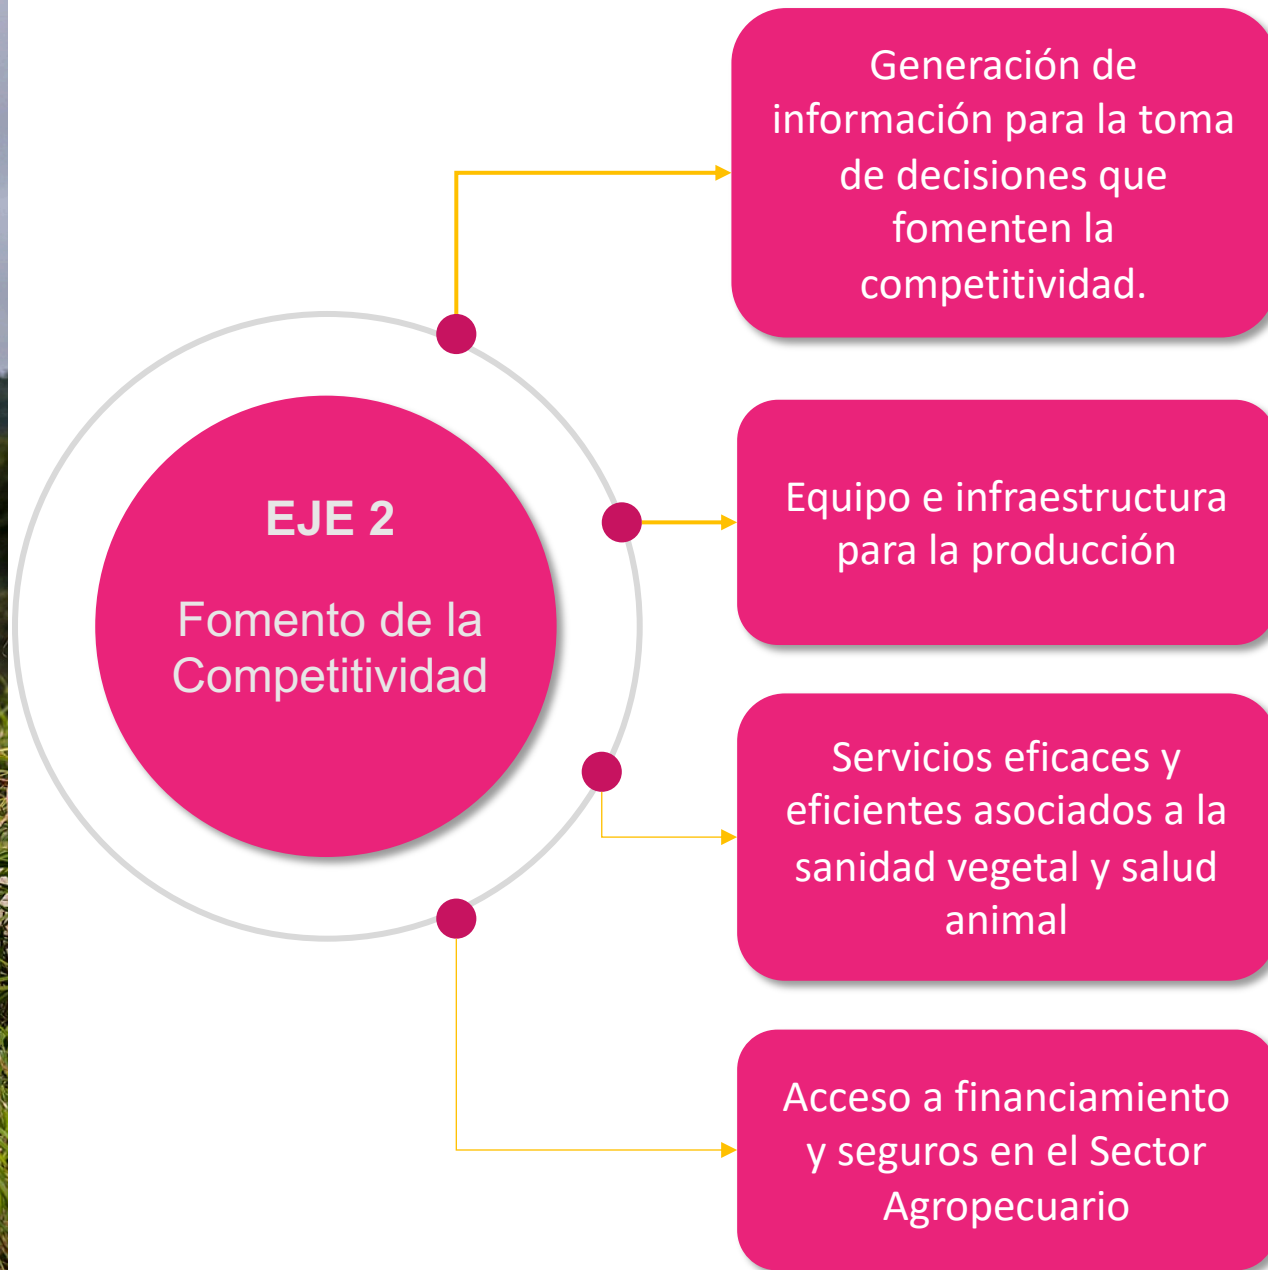 Generación de
información para la toma
de decisiones que
fomenten la
competitividad.
EJE 2
Fomento de la
Competitividad
Equipo e infraestructura
para la producción
Servicios eficaces y
eficientes asociados a la
sanidad vegetal y salud
animal
Acceso a financiamiento
y seguros en el Sector
Agropecuario